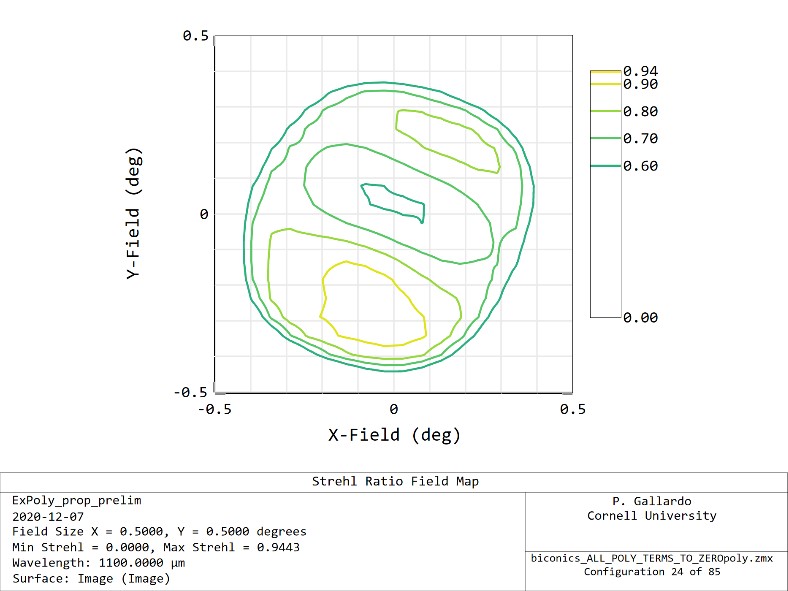 0.5
0
-0.5
Y-Field (deg)
-0.5
0
0.5
X-Field (deg)
0.94
0.90
0.80
0.70
0.60
0.00
Strehl Ratio Field Map
ExPoly_prop_prelim
2020-12-07
Field Size X = 0.5000, Y = 0.5000 degrees
Min Strehl = 0.0000, Max Strehl = 0.9443
Wavelength: 1100.0000 µm
Surface: Image (Image)
P. Gallardo
Cornell University
biconics_ALL_POLY_TERMS_TO_ZEROpoly.zmx
Configuration 24 of 85